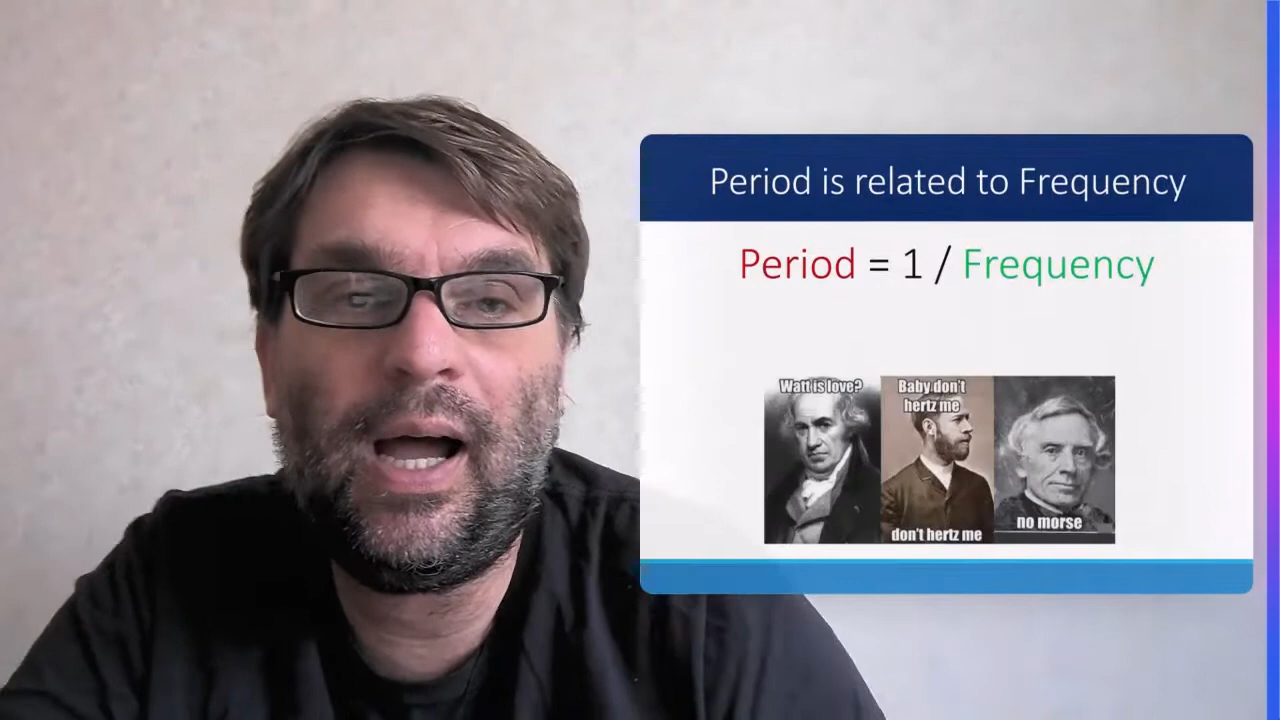 Period is related to Frequency
Period = 1 / Frequency
Watt is love?
Baby don't
hertz me
don't hertz me
no morse